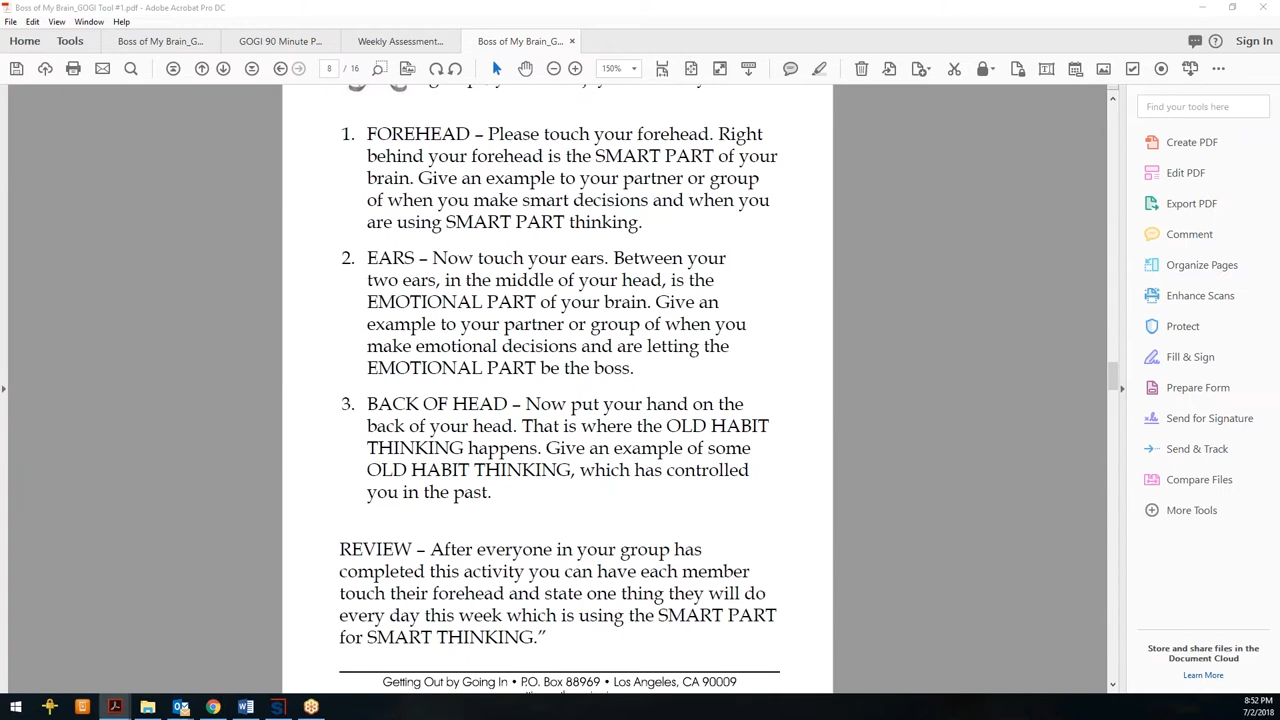 Boss of My Brain_GOGI Tool #1.pdf - Adobe Acrobat Pro DC
File Edit View Window Help
Home Tools Boss of My Brain_G... GOGI 90 Minute P... Weekly Assessment... Boss of My Brain_G... × Sign In
8 / 16 150%
1. FOREHEAD – Please touch your forehead. Right
behind your forehead is the SMART PART of your
brain. Give an example to your partner or group
of when you make smart decisions and when you
are using SMART PART thinking.
2. EARS – Now touch your ears. Between your
two ears, in the middle of your head, is the
EMOTIONAL PART of your brain. Give an
example to your partner or group of when you
make emotional decisions and are letting the
EMOTIONAL PART be the boss.
3. BACK OF HEAD – Now put your hand on the
back of your head. That is where the OLD HABIT
THINKING happens. Give an example of some
OLD HABIT THINKING, which has controlled
you in the past.
REVIEW – After everyone in your group has
completed this activity you can have each member
touch their forehead and state one thing they will do
every day this week which is using the SMART PART
for SMART THINKING.”
Getting Out by Going In • P.O. Box 88969 • Los Angeles, CA 90009
Find your tools here
Create PDF
Edit PDF
Export PDF
Comment
Organize Pages
Enhance Scans
Protect
Fill & Sign
Prepare Form
Send for Signature
Send & Track
Compare Files
More Tools
Store and share files in the
Document Cloud
Learn More
8:52 PM
7/2/2018